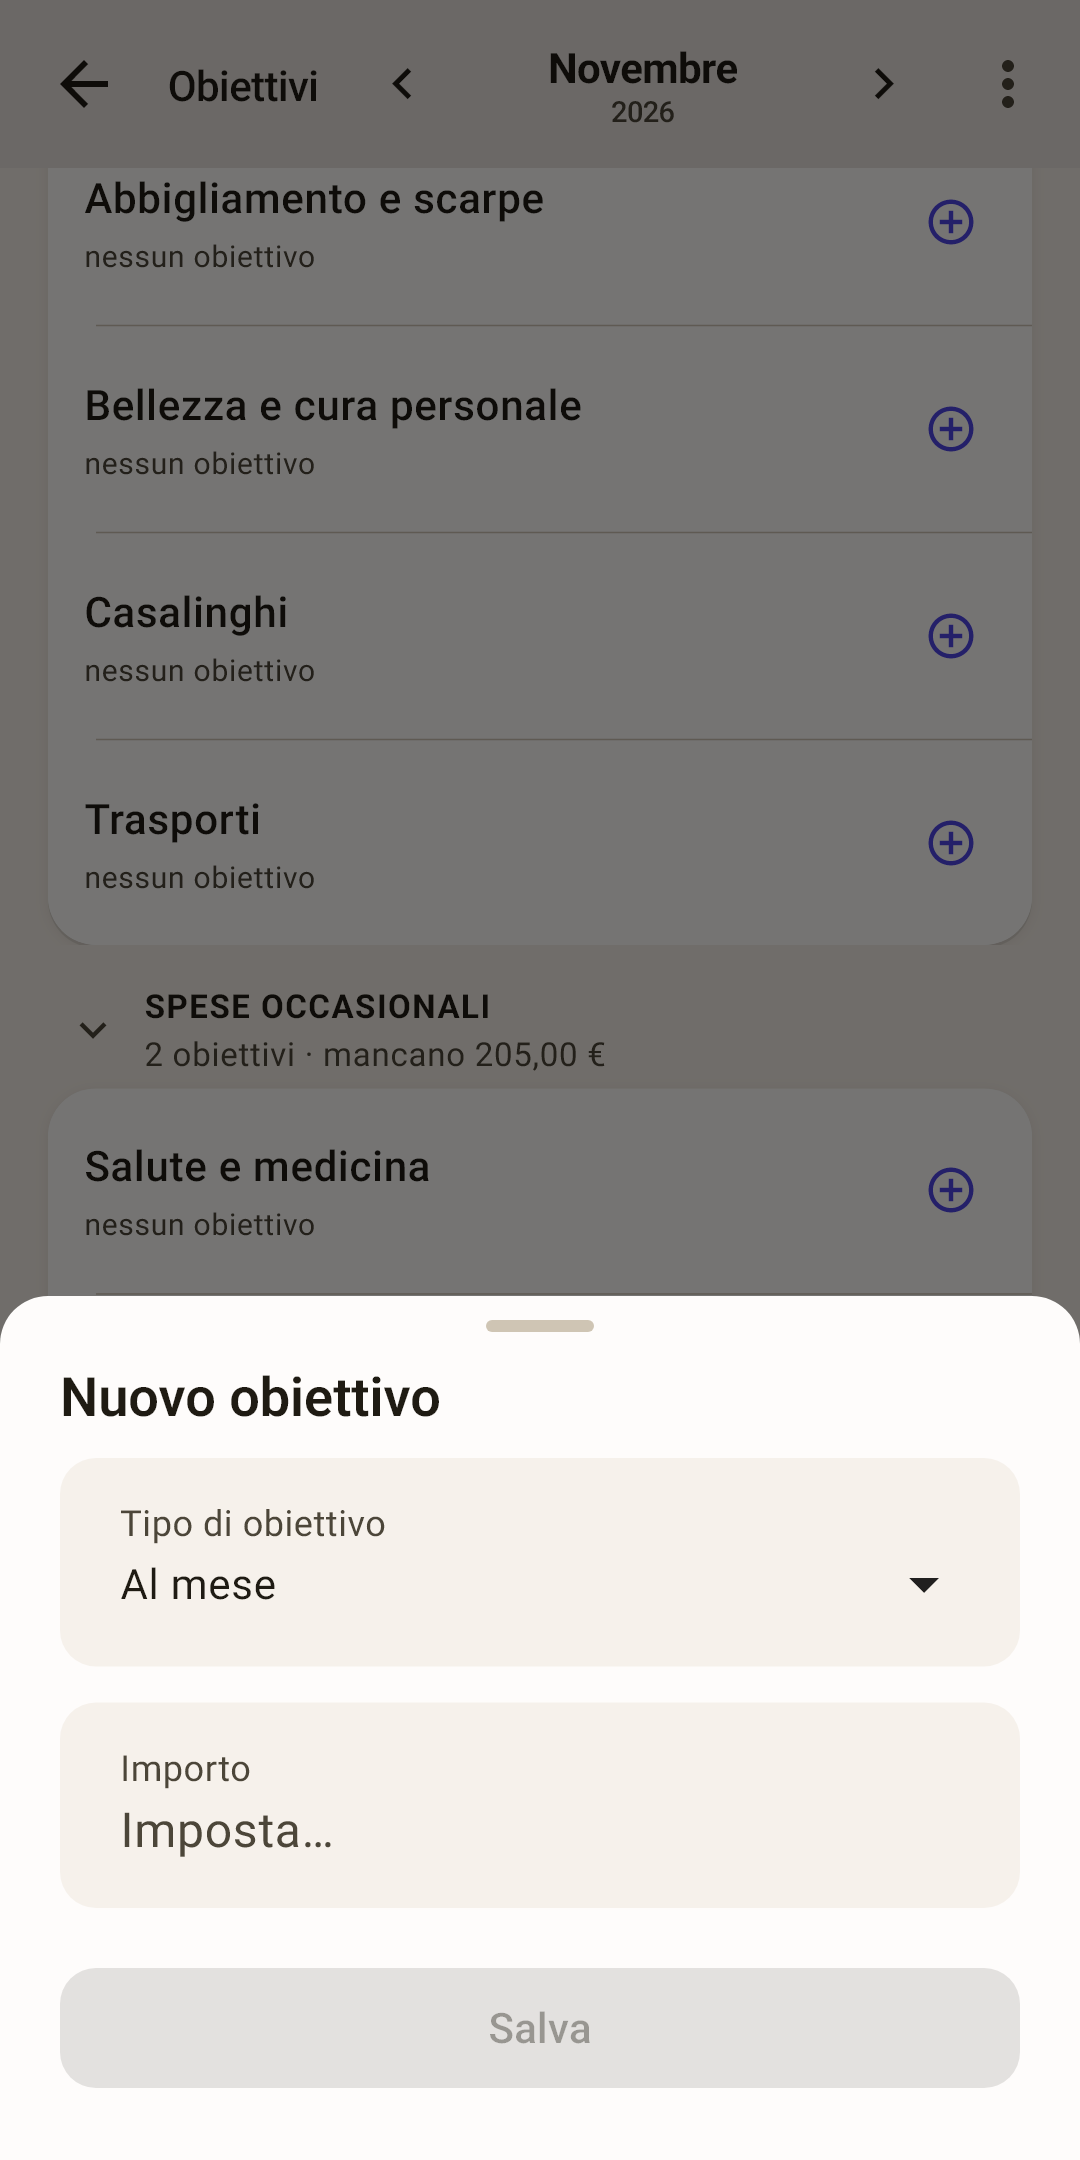 Obiettivi
Novembre
2026
Abbigliamento e scarpe
nessun obiettivo
Bellezza e cura personale
nessun obiettivo
Casalinghi
nessun obiettivo
Trasporti
nessun obiettivo
SPESE OCCASIONALI
2 obiettivi · mancano 205,00 €
Salute e medicina
nessun obiettivo
Nuovo obiettivo
Tipo di obiettivo
Al mese
Importo
Imposta…
Salva